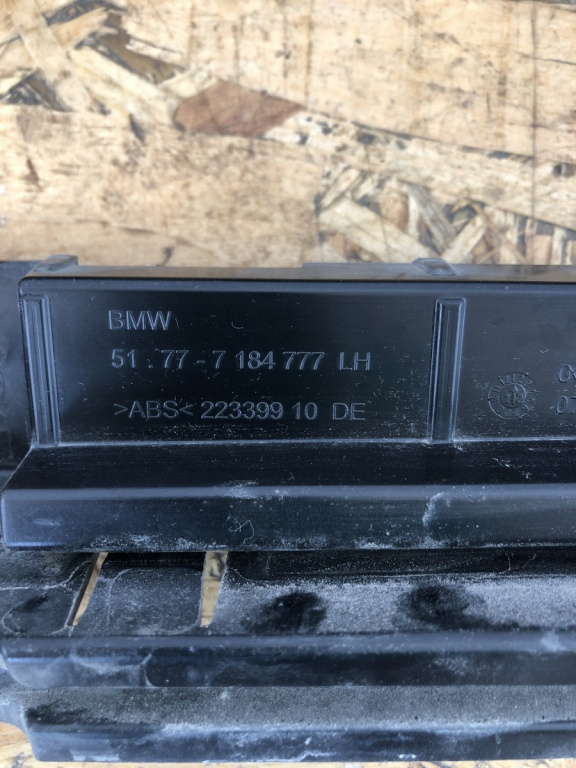 BMW
51 . 77 - 7 184 777 LH
>ABS< 223399 10 DE